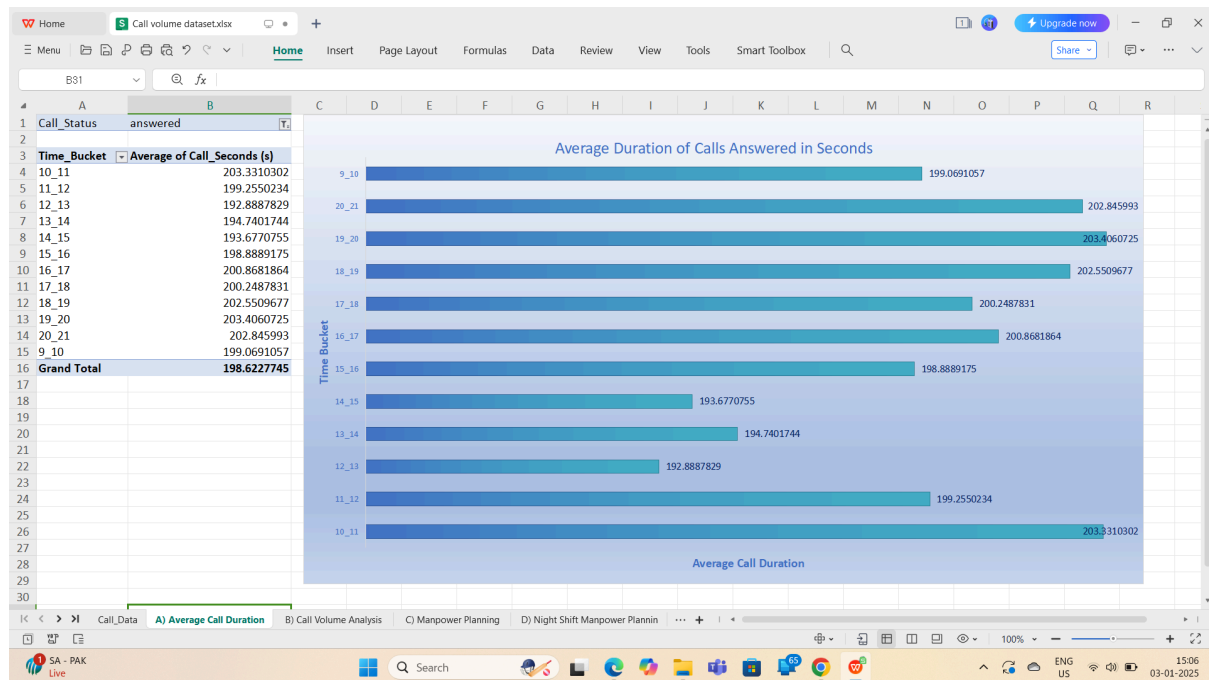 Home
Call volume dataset.xlsx
1
Upgrade now
Menu
Home Insert Page Layout Formulas Data Review View Tools Smart Toolbox
Share
B31
fx
A B C D E F G H I J K L M N O P Q R
1 Call_Status answered
2
3 Time_Bucket Average of Call_Seconds (s)
4 10_11 203.3310302
5 11_12 199.2550234
6 12_13 192.8887829
7 13_14 194.7401744
8 14_15 193.6770755
9 15_16 198.8889175
10 16_17 200.8681864
11 17_18 200.2487831
12 18_19 202.5509677
13 19_20 203.4060725
14 20_21 202.845993
15 9_10 199.0691057
16 Grand Total 198.6227745
17
18
19
20
21
22
23
24
25
26
27
28
29
30
Average Duration of Calls Answered in Seconds
9_10 199.0691057
20_21 202.845993
19_20 203.4060725
18_19 202.5509677
17_18 200.2487831
16_17 200.8681864
15_16 198.8889175
14_15 193.6770755
13_14 194.7401744
12_13 192.8887829
11_12 199.2550234
10_11 203.3310302
Time Bucket
Average Call Duration
Call_Data A) Average Call Duration B) Call Volume Analysis C) Manpower Planning D) Night Shift Manpower Plannin
100%
1
SA - PAK
Live
Search
65
ENG
US
15:06
03-01-2025